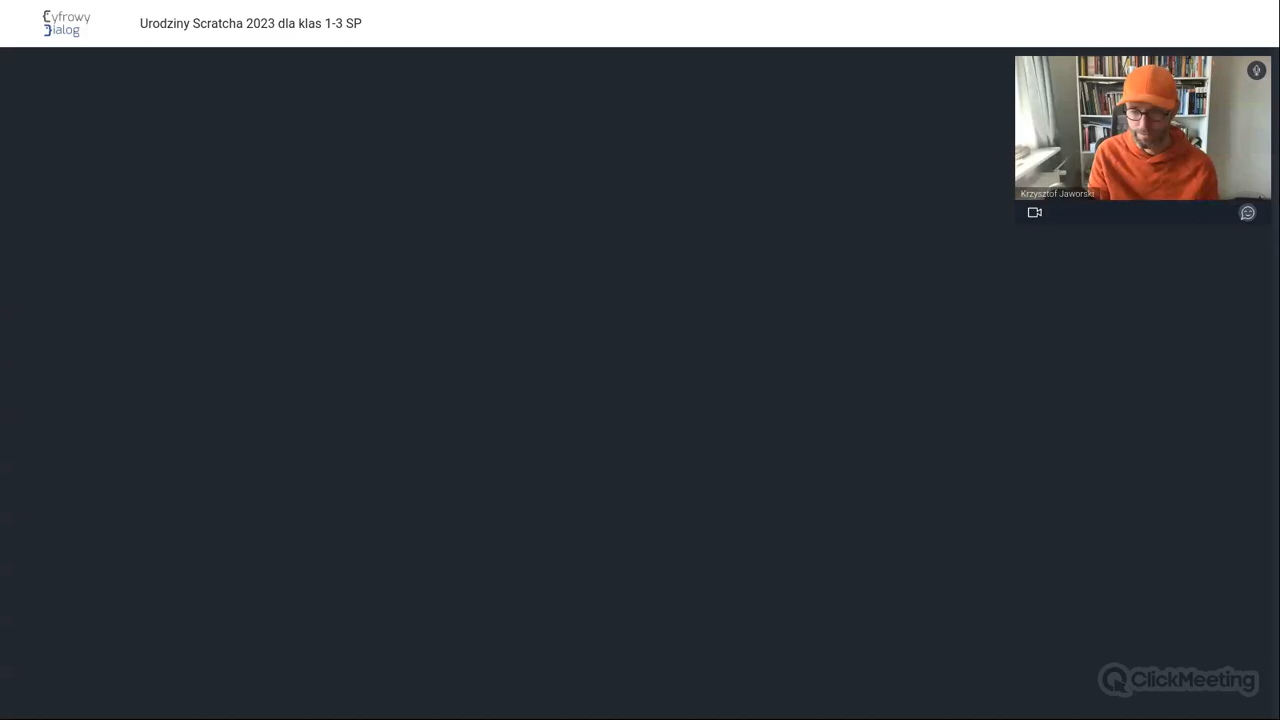 Cyfrowy
Dialog
Urodziny Scratcha 2023 dla klas 1-3 SP
Krzysztof Jaworski
ClickMeeting